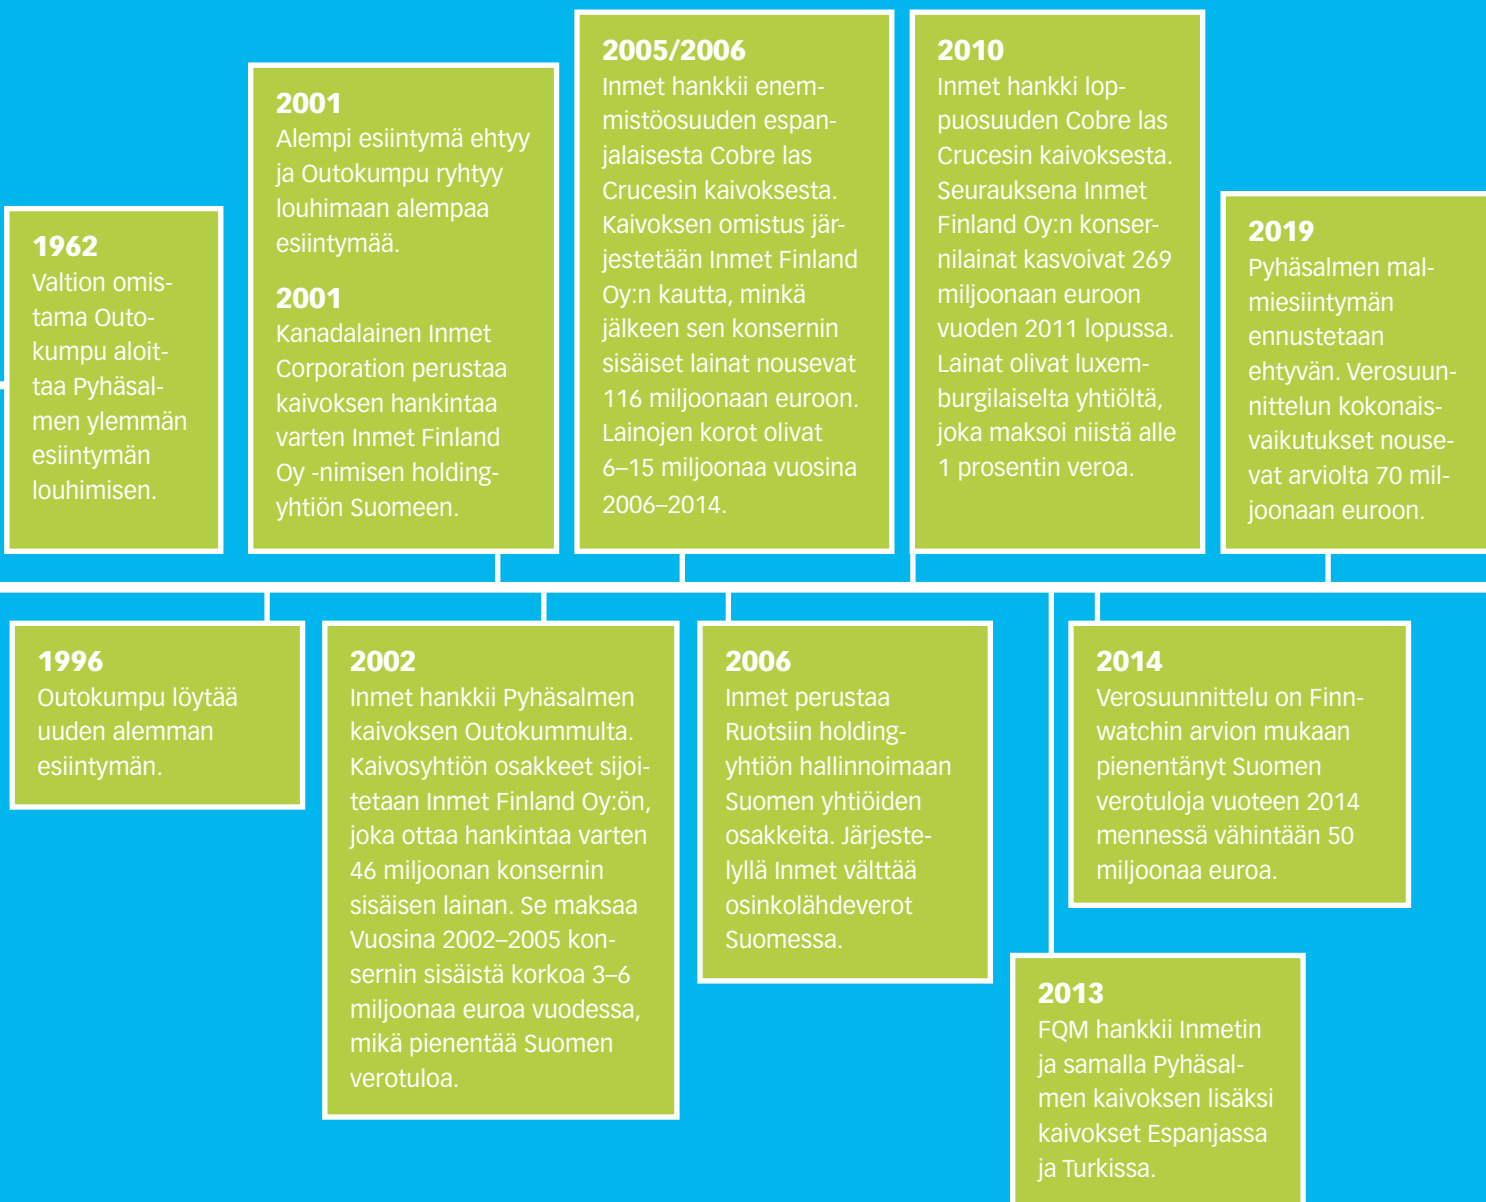 1962
Valtion omis-
tama Outo-
kumpu aloit-
taa Pyhäsal-
men ylemmän
esiintymän
louhimisen.
2001
Alempi esiintymä ehtyy
ja Outokumpu ryhtyy
louhimaan alempaa
esiintymää.
2001
Kanadalainen Inmet
Corporation perustaa
kaivoksen hankintaa
varten Inmet Finland
Oy -nimisen holding-
yhtiön Suomeen.
2005/2006
Inmet hankkii enem-
mistöosuuden espan-
jalaisesta Cobre las
Crucesin kaivoksesta.
Kaivoksen omistus jär-
jestetään Inmet Finland
Oy:n kautta, minkä
jälkeen sen konsernin
sisäiset lainat nousevat
116 miljoonaan euroon.
Lainojen korot olivat
6–15 miljoonaa vuosina
2006–2014.
2010
Inmet hankki lop-
puosuuden Cobre las
Crucesin kaivoksesta.
Seurauksena Inmet
Finland Oy:n konser-
nilainat kasvoivat 269
miljoonaan euroon
vuoden 2011 lopussa.
Lainat olivat luxem-
burgilaiselta yhtiöltä,
joka maksoi niistä alle
1 prosentin veroa.
2019
Pyhäsalmen mal-
miesiintymän
ennustetaan
ehtyvän. Verosuun-
nittelun kokonais-
vaikutukset nouse-
vat arviolta 70 mil-
joonaan euroon.
1996
Outokumpu löytää
uuden alemman
esiintymän.
2002
Inmet hankkii Pyhäsalmen
kaivoksen Outokummulta.
Kaivosyhtiön osakkeet sijoi-
tetaan Inmet Finland Oy:ön,
joka ottaa hankintaa varten
46 miljoonan konsernin
sisäisen lainan. Se maksaa
Vuosina 2002–2005 kon-
sernin sisäistä korkoa 3–6
miljoonaa euroa vuodessa,
mikä pienentää Suomen
verotuloa.
2006
Inmet perustaa
Ruotsiin holding-
yhtiön hallinnoimaan
Suomen yhtiöiden
osakkeita. Järjeste-
lyllä Inmet välttää
osinkolähdeverot
Suomessa.
2014
Verosuunnittelu on Finn-
watchin arvion mukaan
pienentänyt Suomen
verotuloja vuoteen 2014
mennessä vähintään 50
miljoonaa euroa.
2013
FQM hankkii Inmetin
ja samalla Pyhäsal-
men kaivoksen lisäksi
kaivokset Espanjassa
ja Turkissa.